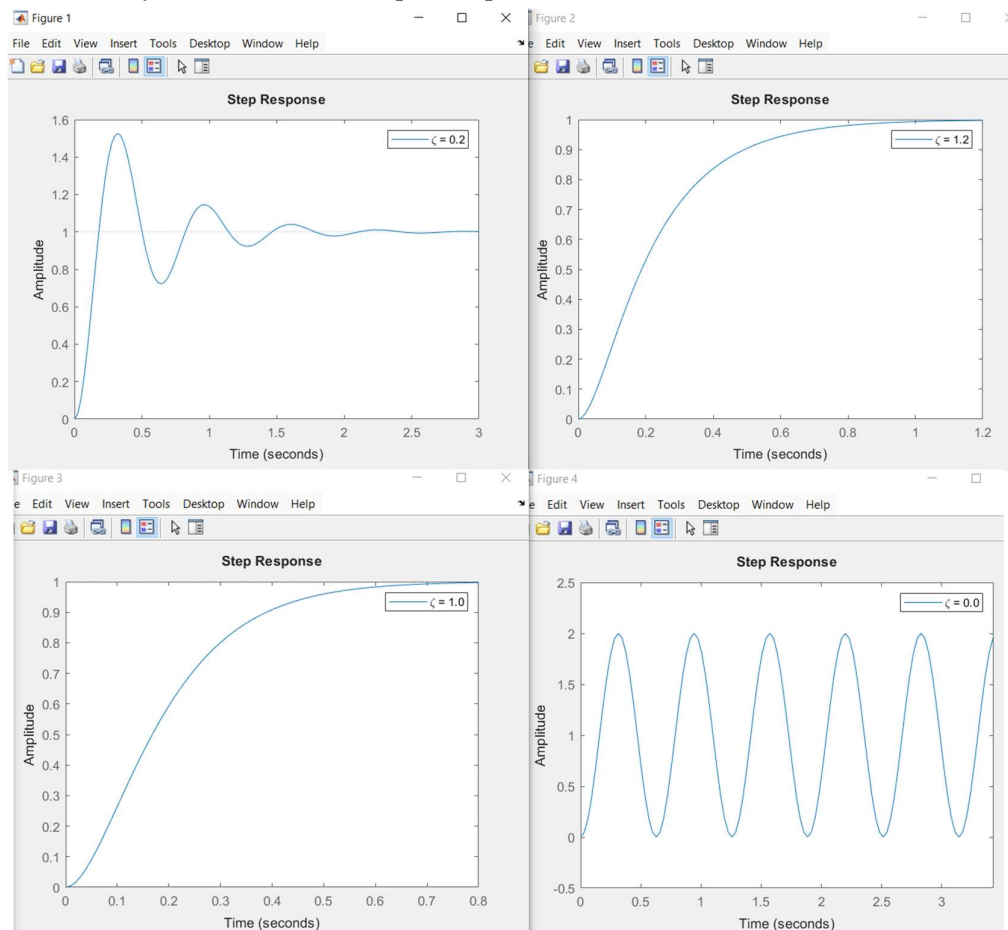 Figure 1
File Edit View Insert Tools Desktop Window Help
Step Response
ζ = 0.2
1.6
1.4
1.2
1
0.8
0.6
0.4
0.2
0
Amplitude
0 0.5 1 1.5 2 2.5 3
Time (seconds)
Figure 2
e Edit View Insert Tools Desktop Window Help
Step Response
ζ = 1.2
1
0.9
0.8
0.7
0.6
0.5
0.4
0.3
0.2
0.1
0
Amplitude
0 0.2 0.4 0.6 0.8 1 1.2
Time (seconds)
Figure 3
e Edit View Insert Tools Desktop Window Help
Step Response
ζ = 1.0
1
0.9
0.8
0.7
0.6
0.5
0.4
0.3
0.2
0.1
0
Amplitude
0 0.1 0.2 0.3 0.4 0.5 0.6 0.7 0.8
Time (seconds)
Figure 4
e Edit View Insert Tools Desktop Window Help
Step Response
ζ = 0.0
2.5
2
1.5
1
0.5
0
-0.5
Amplitude
0 0.5 1 1.5 2 2.5 3
Time (seconds)